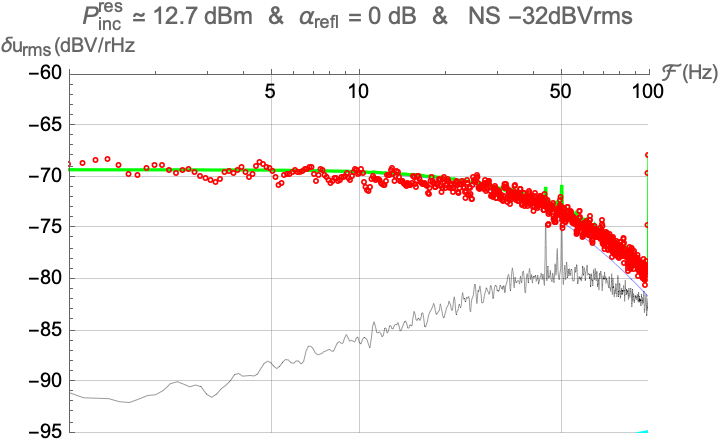 P_inc^res ≃ 12.7 dBm & α_refl = 0 dB & NS −32dBVrms
δu_rms (dBV/rHz
ℱ (Hz)
−60
5 10 50 100
−65
−70
−75
−80
−85
−90
−95